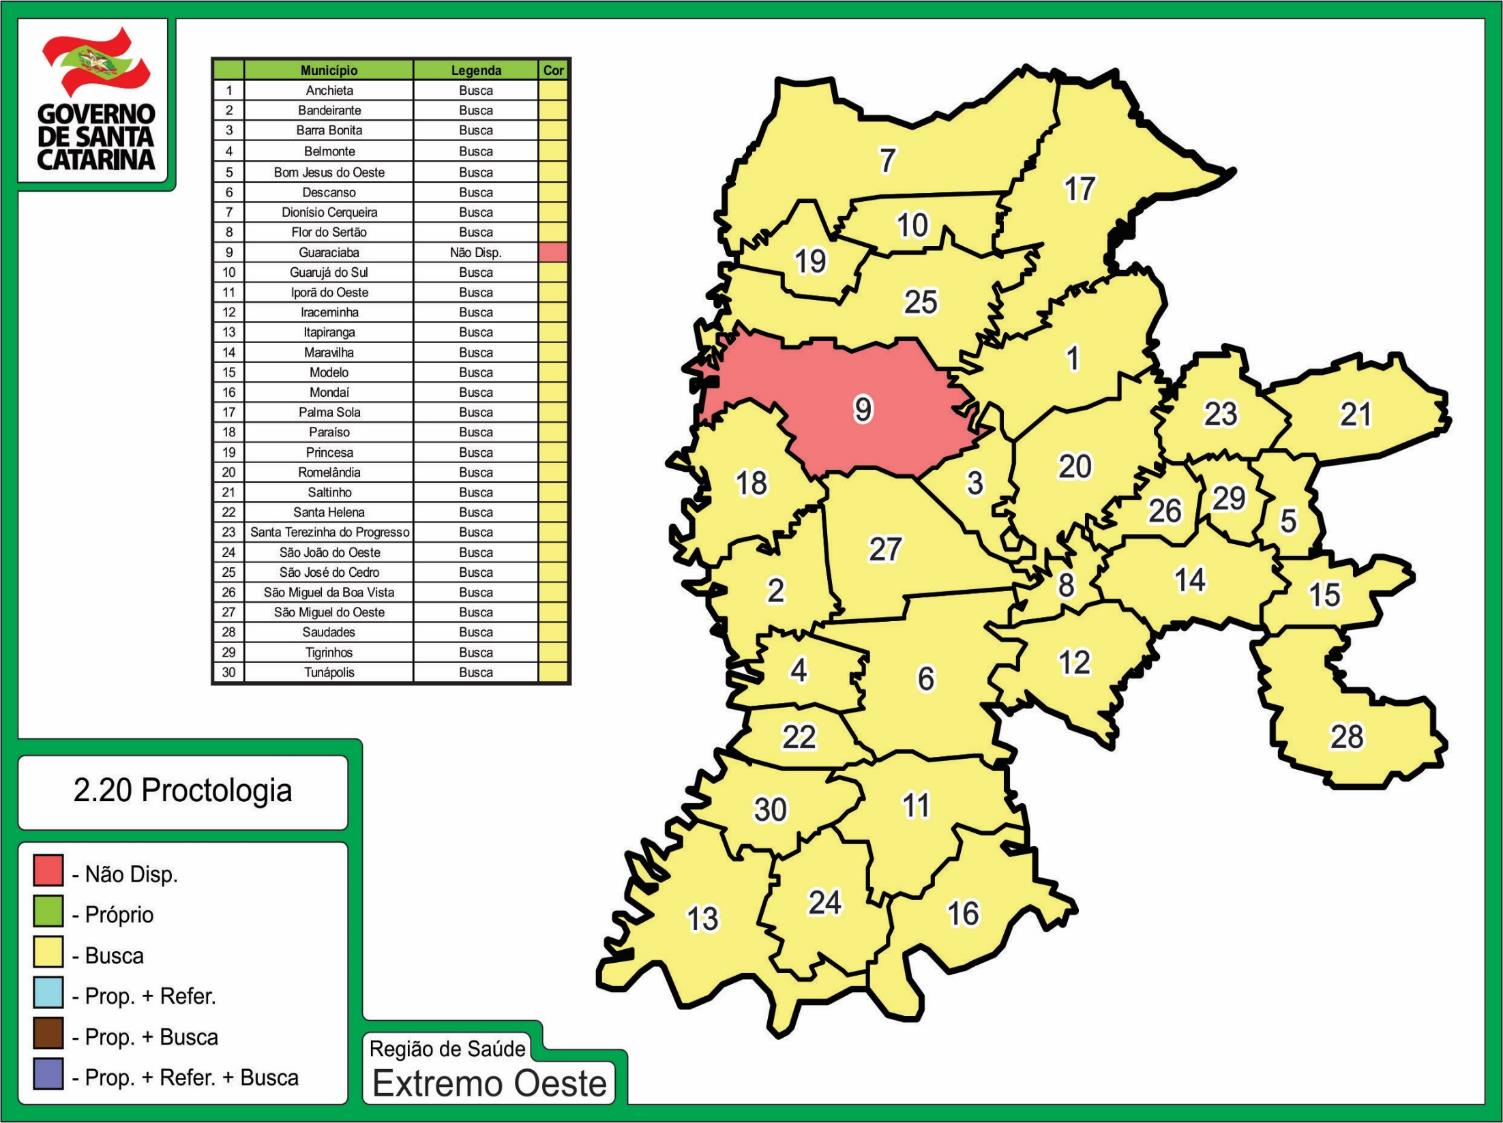 GOVERNO
DE SANTA
CATARINA
Município Legenda Cor
1 Anchieta Busca
2 Bandeirante Busca
3 Barra Bonita Busca
4 Belmonte Busca
5 Bom Jesus do Oeste Busca
6 Descanso Busca
7 Dionísio Cerqueira Busca
8 Flor do Sertão Busca
9 Guaraciaba Não Disp.
10 Guarujá do Sul Busca
11 Iporã do Oeste Busca
12 Iraceminha Busca
13 Itapiranga Busca
14 Maravilha Busca
15 Modelo Busca
16 Mondaí Busca
17 Palma Sola Busca
18 Paraíso Busca
19 Princesa Busca
20 Romelândia Busca
21 Saltinho Busca
22 Santa Helena Busca
23 Santa Terezinha do Progresso Busca
24 São João do Oeste Busca
25 São José do Cedro Busca
26 São Miguel da Boa Vista Busca
27 São Miguel do Oeste Busca
28 Saudades Busca
29 Tigrinhos Busca
30 Tunápolis Busca
7
17
10
19
25
1
9
23
21
20
3
18
26
29
5
27
14
8
2
15
12
4
6
22
28
11
30
24
16
13
2.20 Proctologia
- Não Disp.
- Próprio
- Busca
- Prop. + Refer.
- Prop. + Busca
- Prop. + Refer. + Busca
Região de Saúde
Extremo Oeste